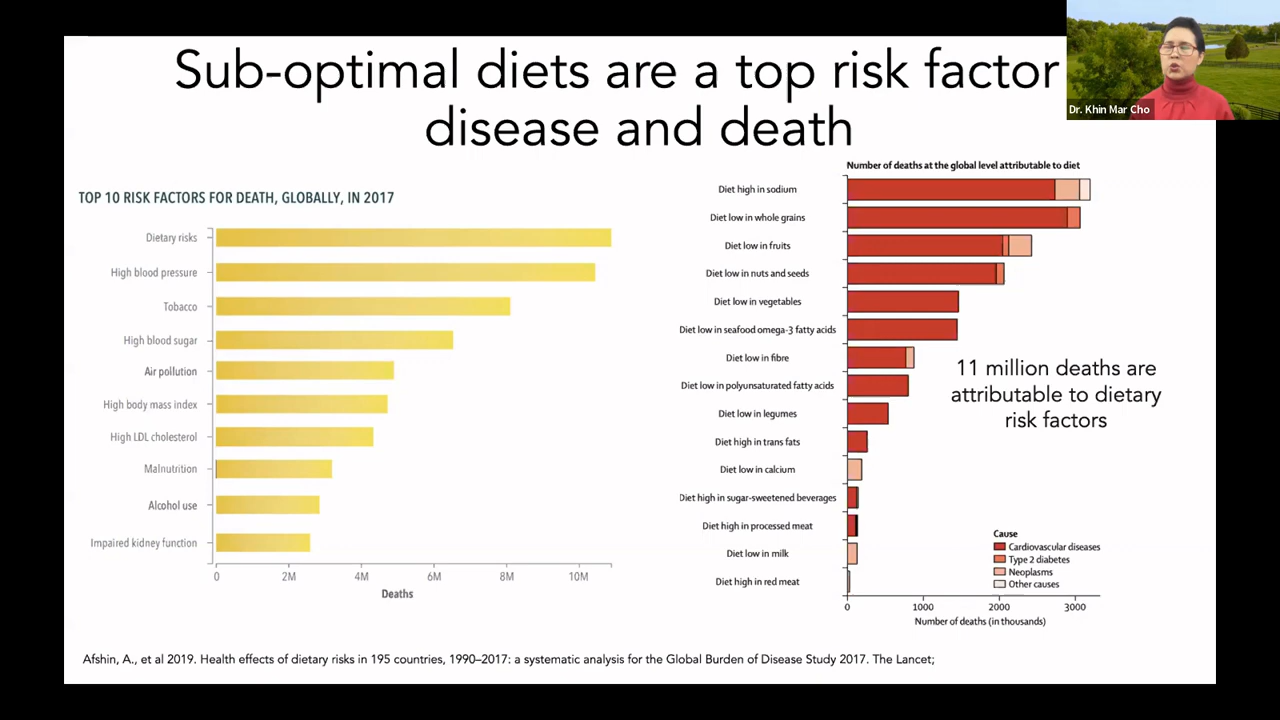 Sub-optimal diets are a top risk factor
disease and death
Dr. Khin Mar Cho
TOP 10 RISK FACTORS FOR DEATH, GLOBALLY, IN 2017
Dietary risks
High blood pressure
Tobacco
High blood sugar
Air pollution
High body mass index
High LDL cholesterol
Malnutrition
Alcohol use
Impaired kidney function
0 2M 4M 6M 8M 10M
Deaths
Number of deaths at the global level attributable to diet
Diet high in sodium
Diet low in whole grains
Diet low in fruits
Diet low in nuts and seeds
Diet low in vegetables
Diet low in seafood omega-3 fatty acids
Diet low in fibre
Diet low in polyunsaturated fatty acids
Diet low in legumes
Diet high in trans fats
Diet low in calcium
Diet high in sugar-sweetened beverages
Diet high in processed meat
Diet low in milk
Diet high in red meat
0 1000 2000 3000
Number of deaths (in thousands)
Cause
Cardiovascular diseases
Type 2 diabetes
Neoplasms
Other causes
11 million deaths are
attributable to dietary
risk factors
Afshin, A., et al 2019. Health effects of dietary risks in 195 countries, 1990–2017: a systematic analysis for the Global Burden of Disease Study 2017. The Lancet;